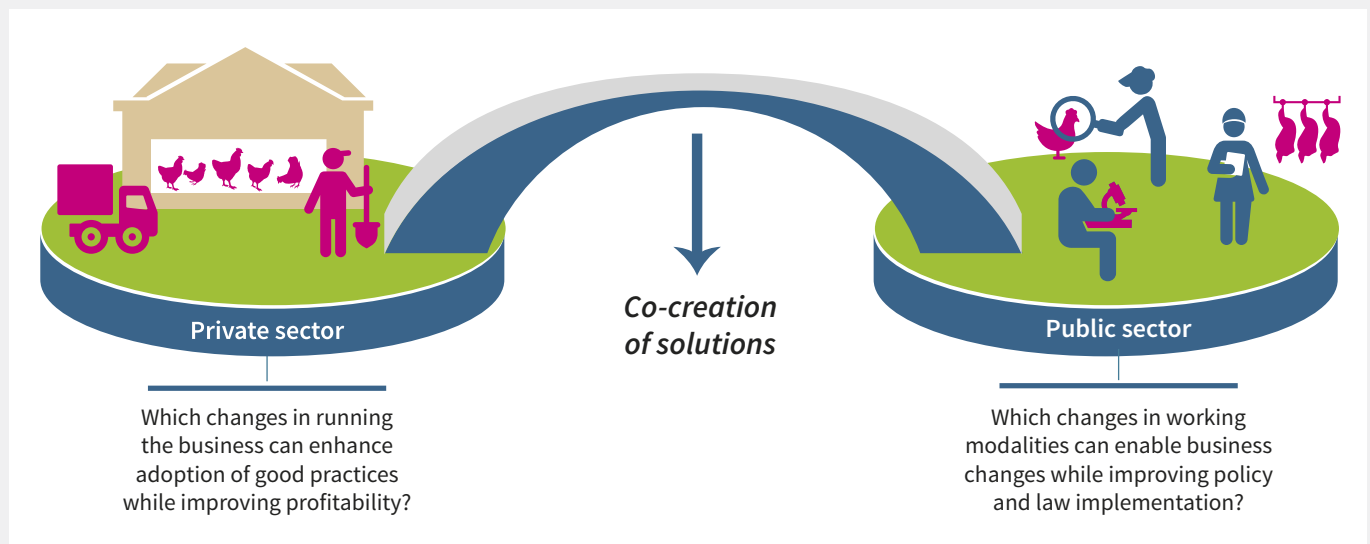 Private sector
Which changes in running
the business can enhance
adoption of good practices
while improving profitability?
Co-creation
of solutions
Public sector
Which changes in working
modalities can enable business
changes while improving policy
and law implementation?